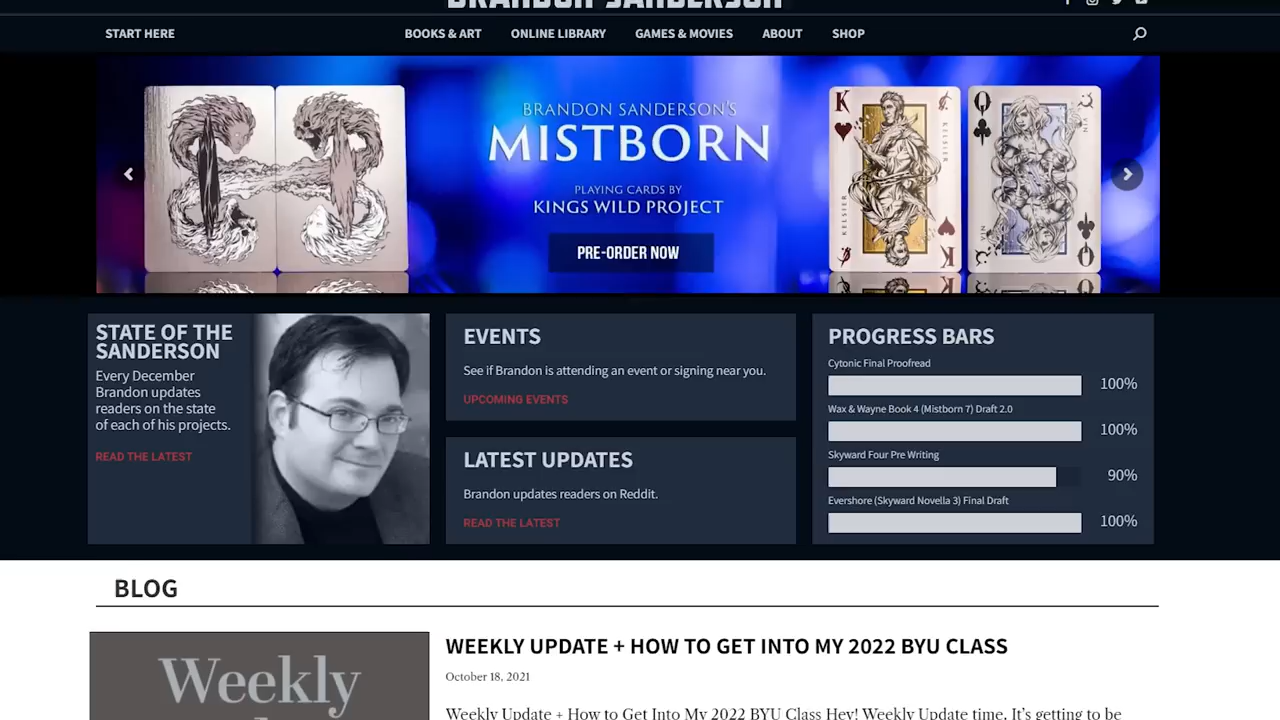 BRANDON SANDERSON
START HERE
BOOKS & ART
ONLINE LIBRARY
GAMES & MOVIES
ABOUT
SHOP
BRANDON SANDERSON'S
MISTBORN
PLAYING CARDS BY
KINGS WILD PROJECT
PRE-ORDER NOW
K
KELSIER
KELSIER
K
Q
VIN
VIN
Q
STATE OF THE
SANDERSON
Every December
Brandon updates
readers on the state
of each of his projects.
READ THE LATEST
EVENTS
See if Brandon is attending an event or signing near you.
UPCOMING EVENTS
LATEST UPDATES
Brandon updates readers on Reddit.
READ THE LATEST
PROGRESS BARS
Cytonic Final Proofread
100%
Wax & Wayne Book 4 (Mistborn 7) Draft 2.0
100%
Skyward Four Pre Writing
90%
Evershore (Skyward Novella 3) Final Draft
100%
BLOG
Weekly
WEEKLY UPDATE + HOW TO GET INTO MY 2022 BYU CLASS
October 18, 2021
Weekly Update + How to Get Into My 2022 BYU Class Hey! Weekly Update time. It's getting to be